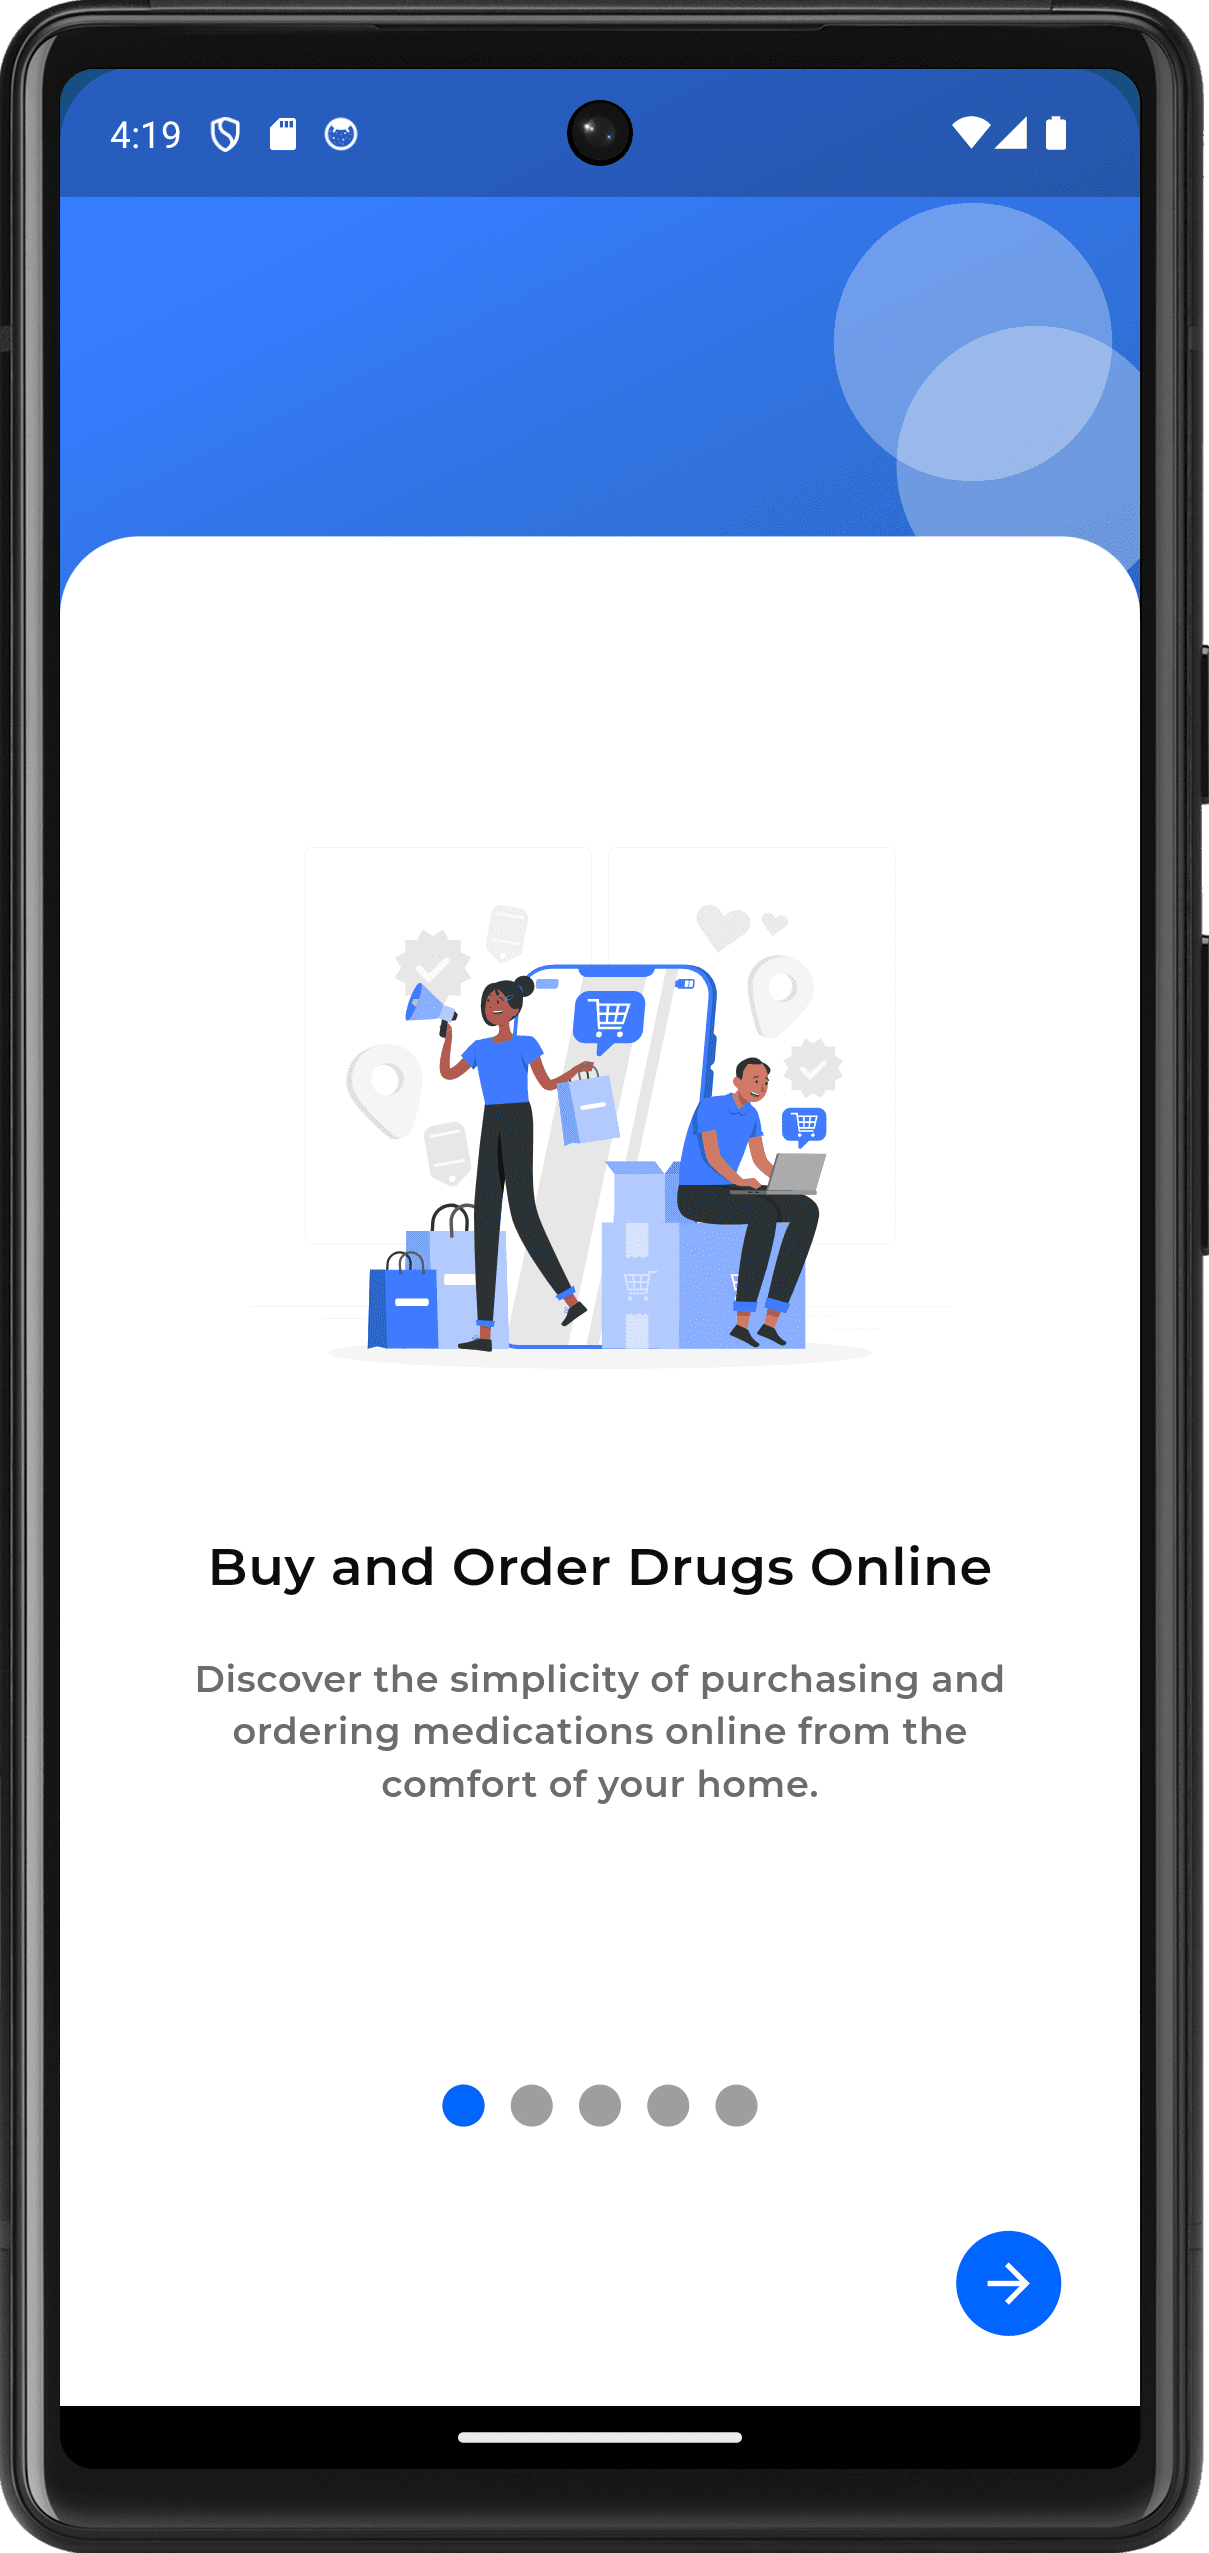 4:19
Buy and Order Drugs Online
Discover the simplicity of purchasing and
ordering medications online from the
comfort of your home.